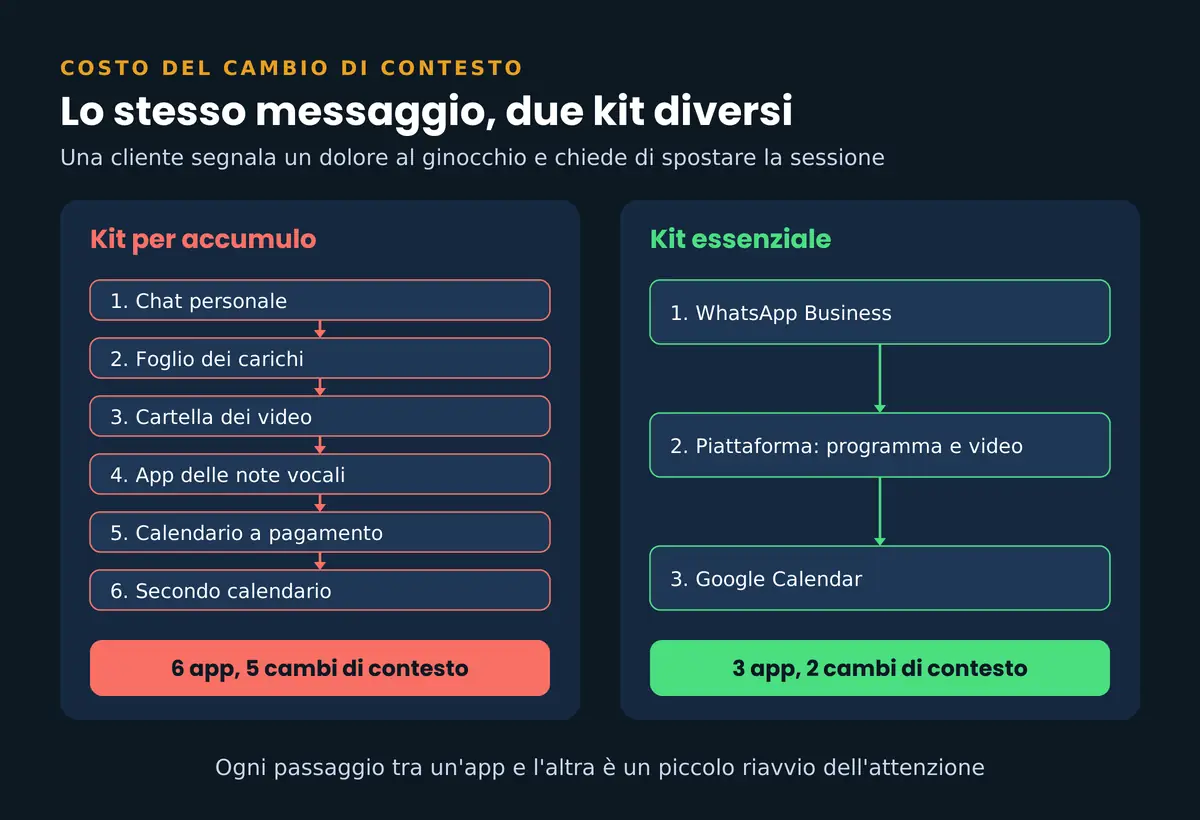 COSTO DEL CAMBIO DI CONTESTO
Lo stesso messaggio, due kit diversi
Una cliente segnala un dolore al ginocchio e chiede di spostare la sessione
Kit per accumulo
1. Chat personale
2. Foglio dei carichi
3. Cartella dei video
4. App delle note vocali
5. Calendario a pagamento
6. Secondo calendario
6 app, 5 cambi di contesto
Kit essenziale
1. WhatsApp Business
2. Piattaforma: programma e video
3. Google Calendar
3 app, 2 cambi di contesto
Ogni passaggio tra un'app e l'altra è un piccolo riavvio dell'attenzione